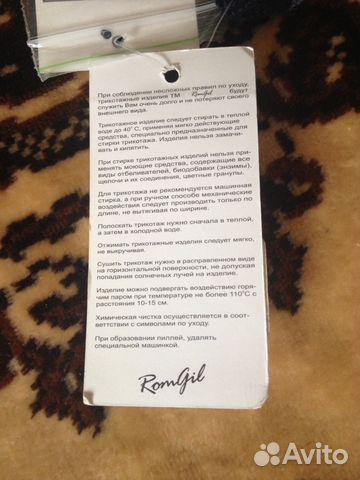 При соблюдении несложных правил по уходу,
трикотажные изделия ТМ RomGil будут
служить Вам очень долго и не потеряют своего
внешнего вида.
Трикотажное изделие следует стирать в теплой
воде до 40°С, применяя мягко действующие
средства, специально предназначенные для
стирки трикотажа. Изделия нельзя замачи-
вать и кипятить.
При стирке трикотажных изделий нельзя при-
менять моющие средства, содержащие все
виды отбеливателей, биодобавки (энзимы),
щелочи и их соединения, цветные гранулы.
Для трикотажа не рекомендуется машинная
стирка, а при ручном способе механические
воздействия следует производить только по
длине, не вытягивая по ширине.
Полоскать трикотаж нужно сначала в теплой,
а затем в холодной воде.
Отжимать трикотажные изделия следует мягко,
не выкручивая.
Сушить трикотаж нужно в расправленном виде
на горизонтальной поверхности, не допуская
попадания солнечных лучей на изделие.
Изделие можно подвергать воздействию горя-
чим паром при температуре не более 110°С с
расстояния 10-15 см.
Химическая чистка осуществляется в соот-
ветствии с символами по уходу.
При образовании пиллей, удалять
специальной машинкой.
RomGil
Avito